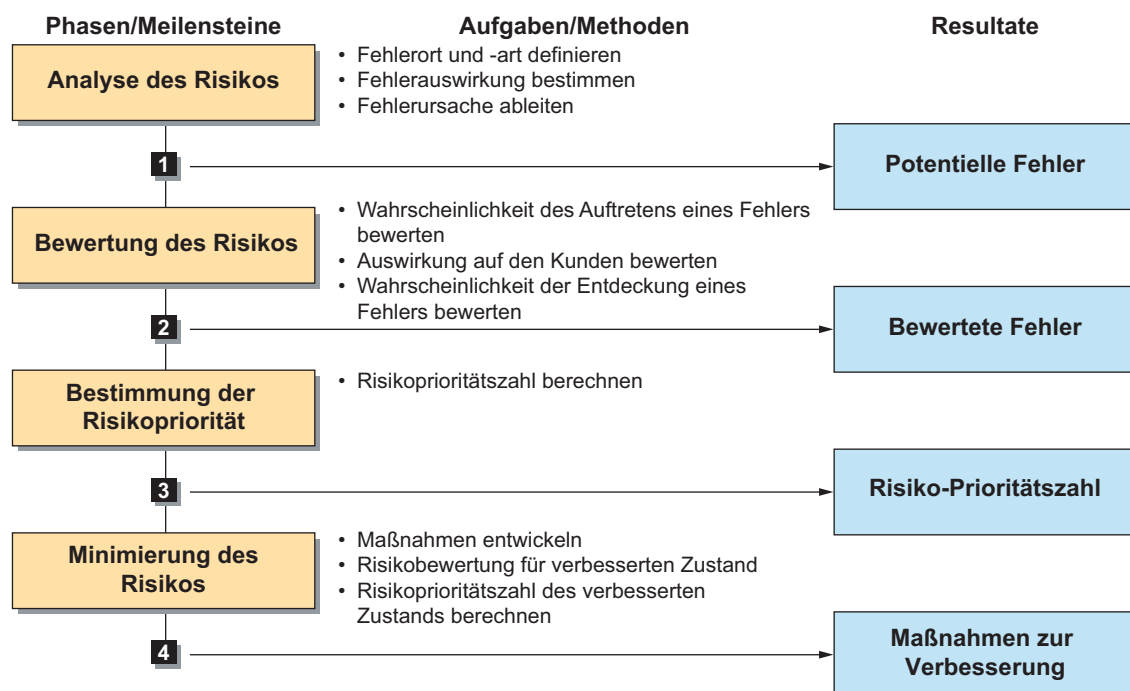 Phasen/Meilensteine
Aufgaben/Methoden
Resultate
Analyse des Risikos
• Fehlerort und -art definieren
• Fehlerauswirkung bestimmen
• Fehlerursache ableiten
1
Potentielle Fehler
Bewertung des Risikos
• Wahrscheinlichkeit des Auftretens eines Fehlers
bewerten
• Auswirkung auf den Kunden bewerten
• Wahrscheinlichkeit der Entdeckung eines
Fehlers bewerten
2
Bewertete Fehler
Bestimmung der
Risikopriorität
• Risikoprioritätszahl berechnen
3
Risiko-Prioritätszahl
Minimierung des
Risikos
• Maßnahmen entwickeln
• Risikobewertung für verbesserten Zustand
• Risikoprioritätszahl des verbesserten
Zustands berechnen
4
Maßnahmen zur
Verbesserung